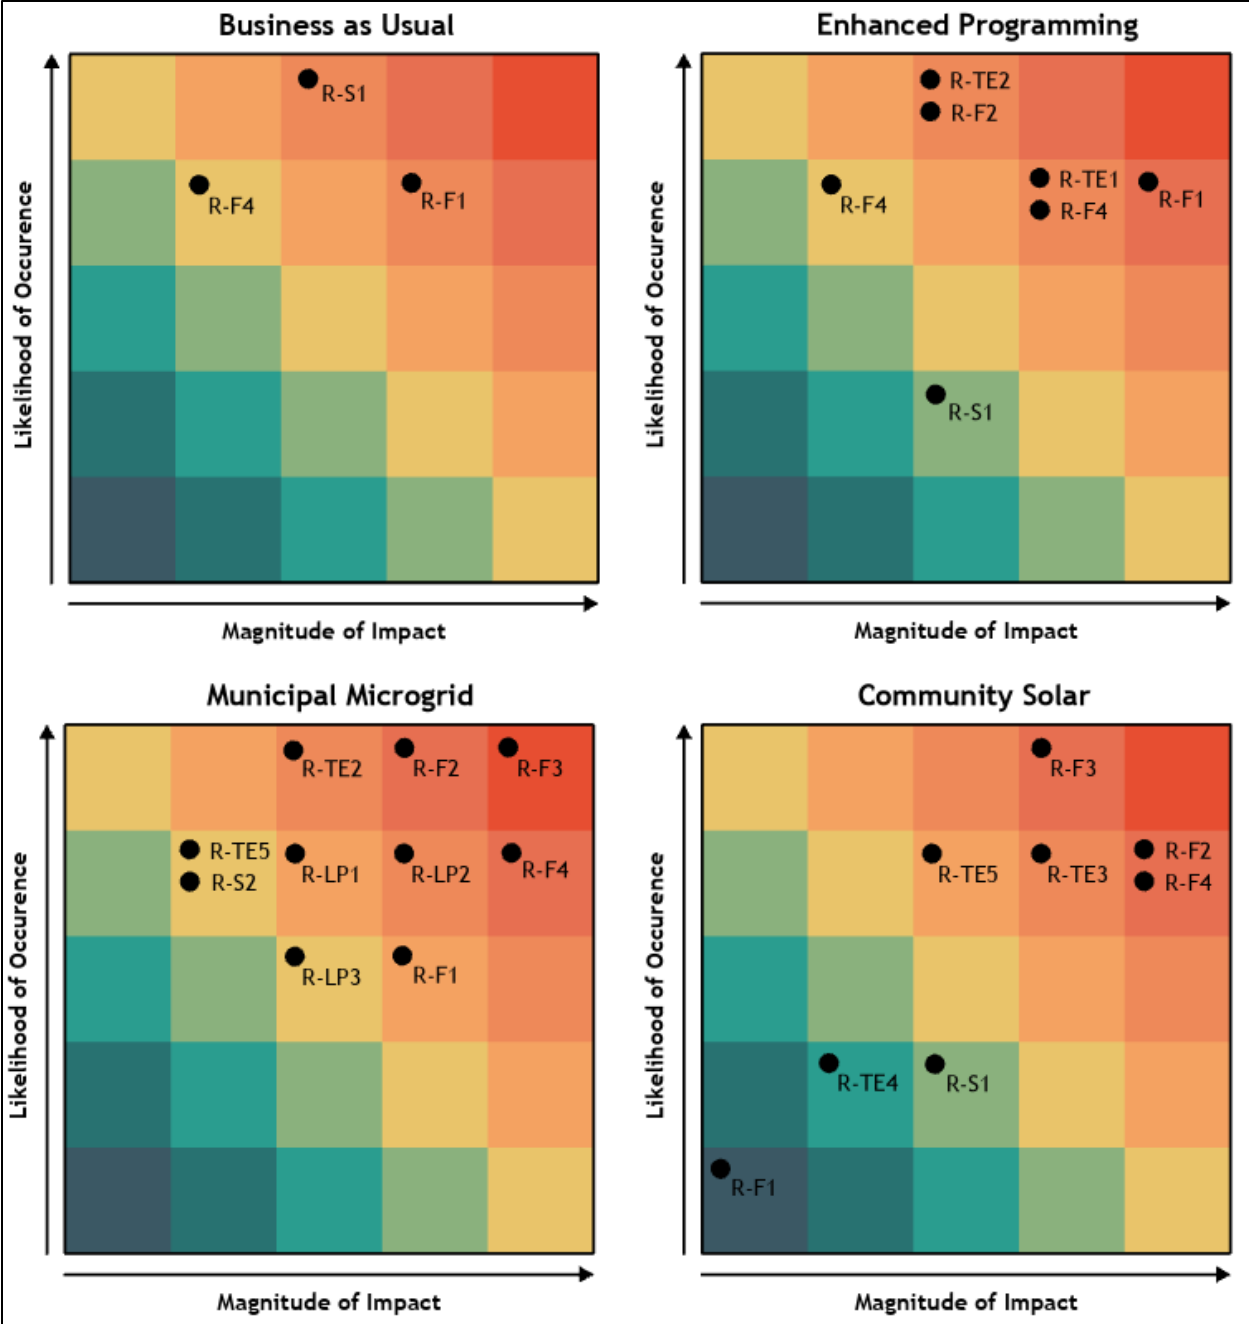 Business as Usual
Likelihood of Occurence
R-S1
R-F4
R-F1
Magnitude of Impact
Enhanced Programming
Likelihood of Occurence
R-TE2
R-F2
R-F4
R-TE1
R-F4
R-F1
R-S1
Magnitude of Impact
Municipal Microgrid
Likelihood of Occurence
R-TE2
R-F2
R-F3
R-TE5
R-S2
R-LP1
R-LP2
R-F4
R-LP3
R-F1
Magnitude of Impact
Community Solar
Likelihood of Occurence
R-F3
R-TE5
R-TE3
R-F2
R-F4
R-TE4
R-S1
R-F1
Magnitude of Impact